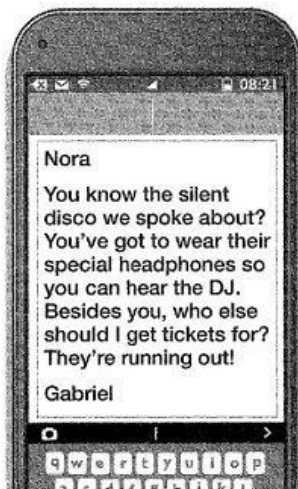 08:21
Nora
You know the silent
disco we spoke about?
You've got to wear their
special headphones so
you can hear the DJ.
Besides you, who else
should I get tickets for?
They're running out!
Gabriel
q w e r t y u i o p
a s d f g h j k l